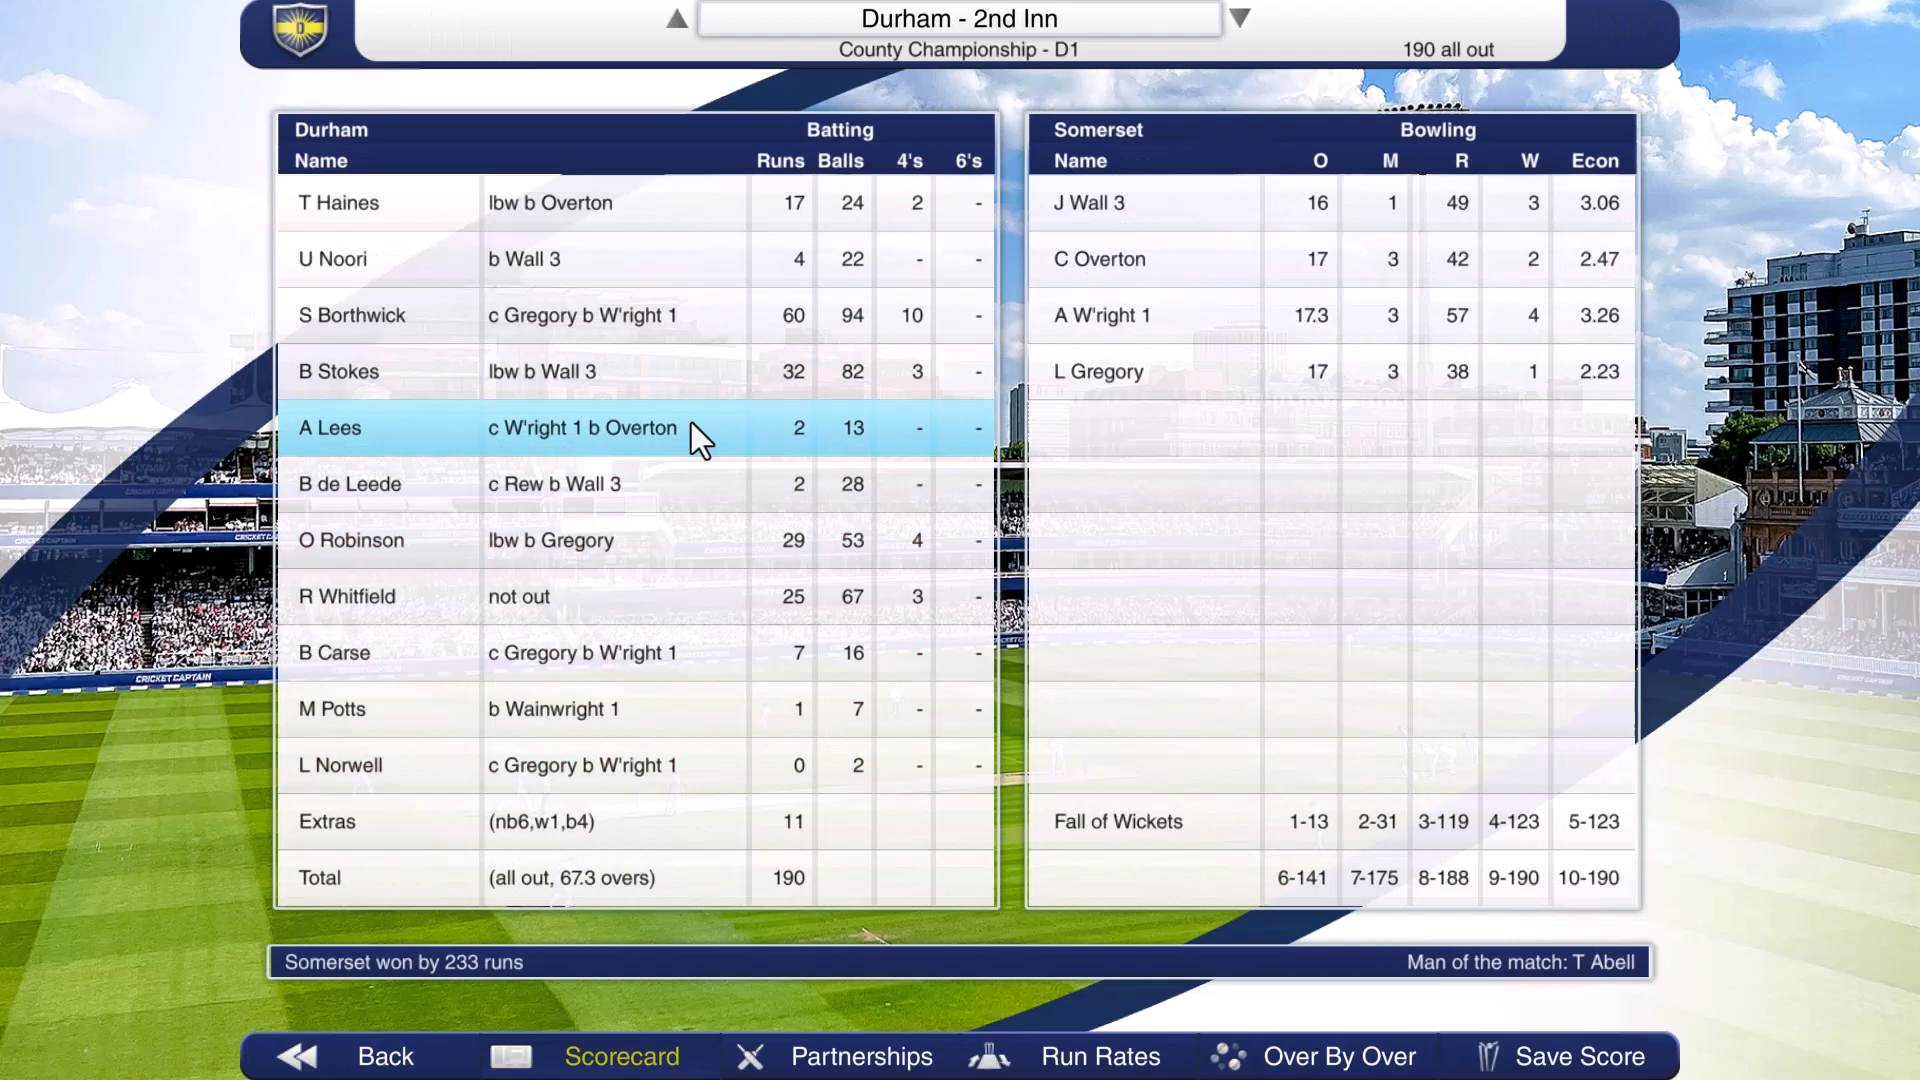 Durham - 2nd Inn
County Championship - D1
190 all out
D
Durham Batting
Name Runs Balls 4's 6's
T Haines lbw b Overton 17 24 2 -
U Noori b Wall 3 4 22 - -
S Borthwick c Gregory b W'right 1 60 94 10 -
B Stokes lbw b Wall 3 32 82 3 -
A Lees c W'right 1 b Overton 2 13 - -
B de Leede c Rew b Wall 3 2 28 - -
O Robinson lbw b Gregory 29 53 4 -
R Whitfield not out 25 67 3 -
B Carse c Gregory b W'right 1 7 16 - -
M Potts b Wainwright 1 1 7 - -
L Norwell c Gregory b W'right 1 0 2 - -
Extras (nb6,w1,b4) 11
Total (all out, 67.3 overs) 190
Somerset Bowling
Name O M R W Econ
J Wall 3 16 1 49 3 3.06
C Overton 17 3 42 2 2.47
A W'right 1 17.3 3 57 4 3.26
L Gregory 17 3 38 1 2.23
Fall of Wickets 1-13 2-31 3-119 4-123 5-123
6-141 7-175 8-188 9-190 10-190
CRICKET CAPTAIN
Somerset won by 233 runs
Man of the match: T Abell
Back
Scorecard
Partnerships
Run Rates
Over By Over
Save Score